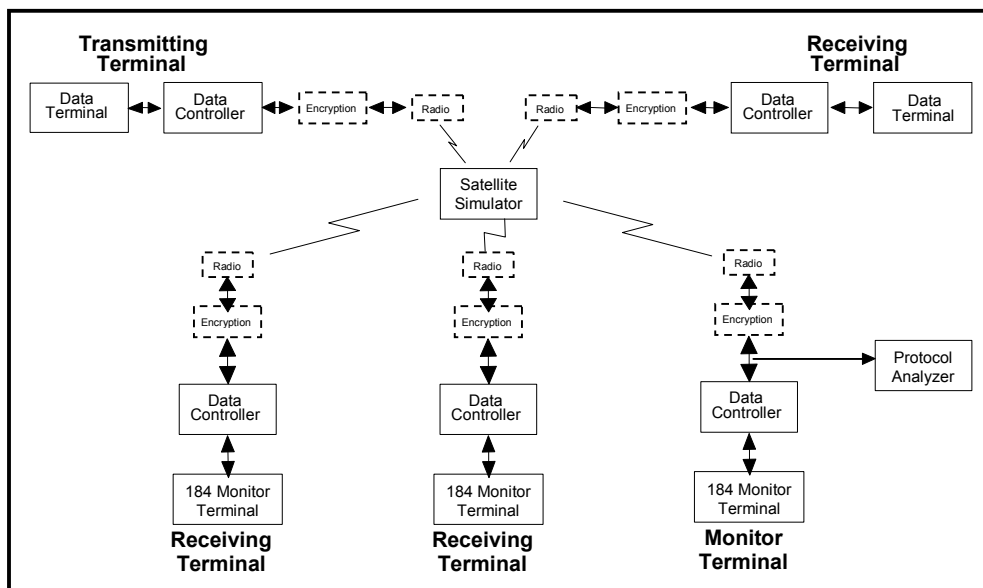 Transmitting
Terminal
Receiving
Terminal
Data
Terminal
Data
Controller
Encryption
Radio
Radio
Encryption
Data
Controller
Data
Terminal
Satellite
Simulator
Radio
Radio
Radio
Encryption
Encryption
Encryption
Protocol
Analyzer
Data
Controller
Data
Controller
Data
Controller
184 Monitor
Terminal
184 Monitor
Terminal
184 Monitor
Terminal
Receiving
Terminal
Receiving
Terminal
Monitor
Terminal